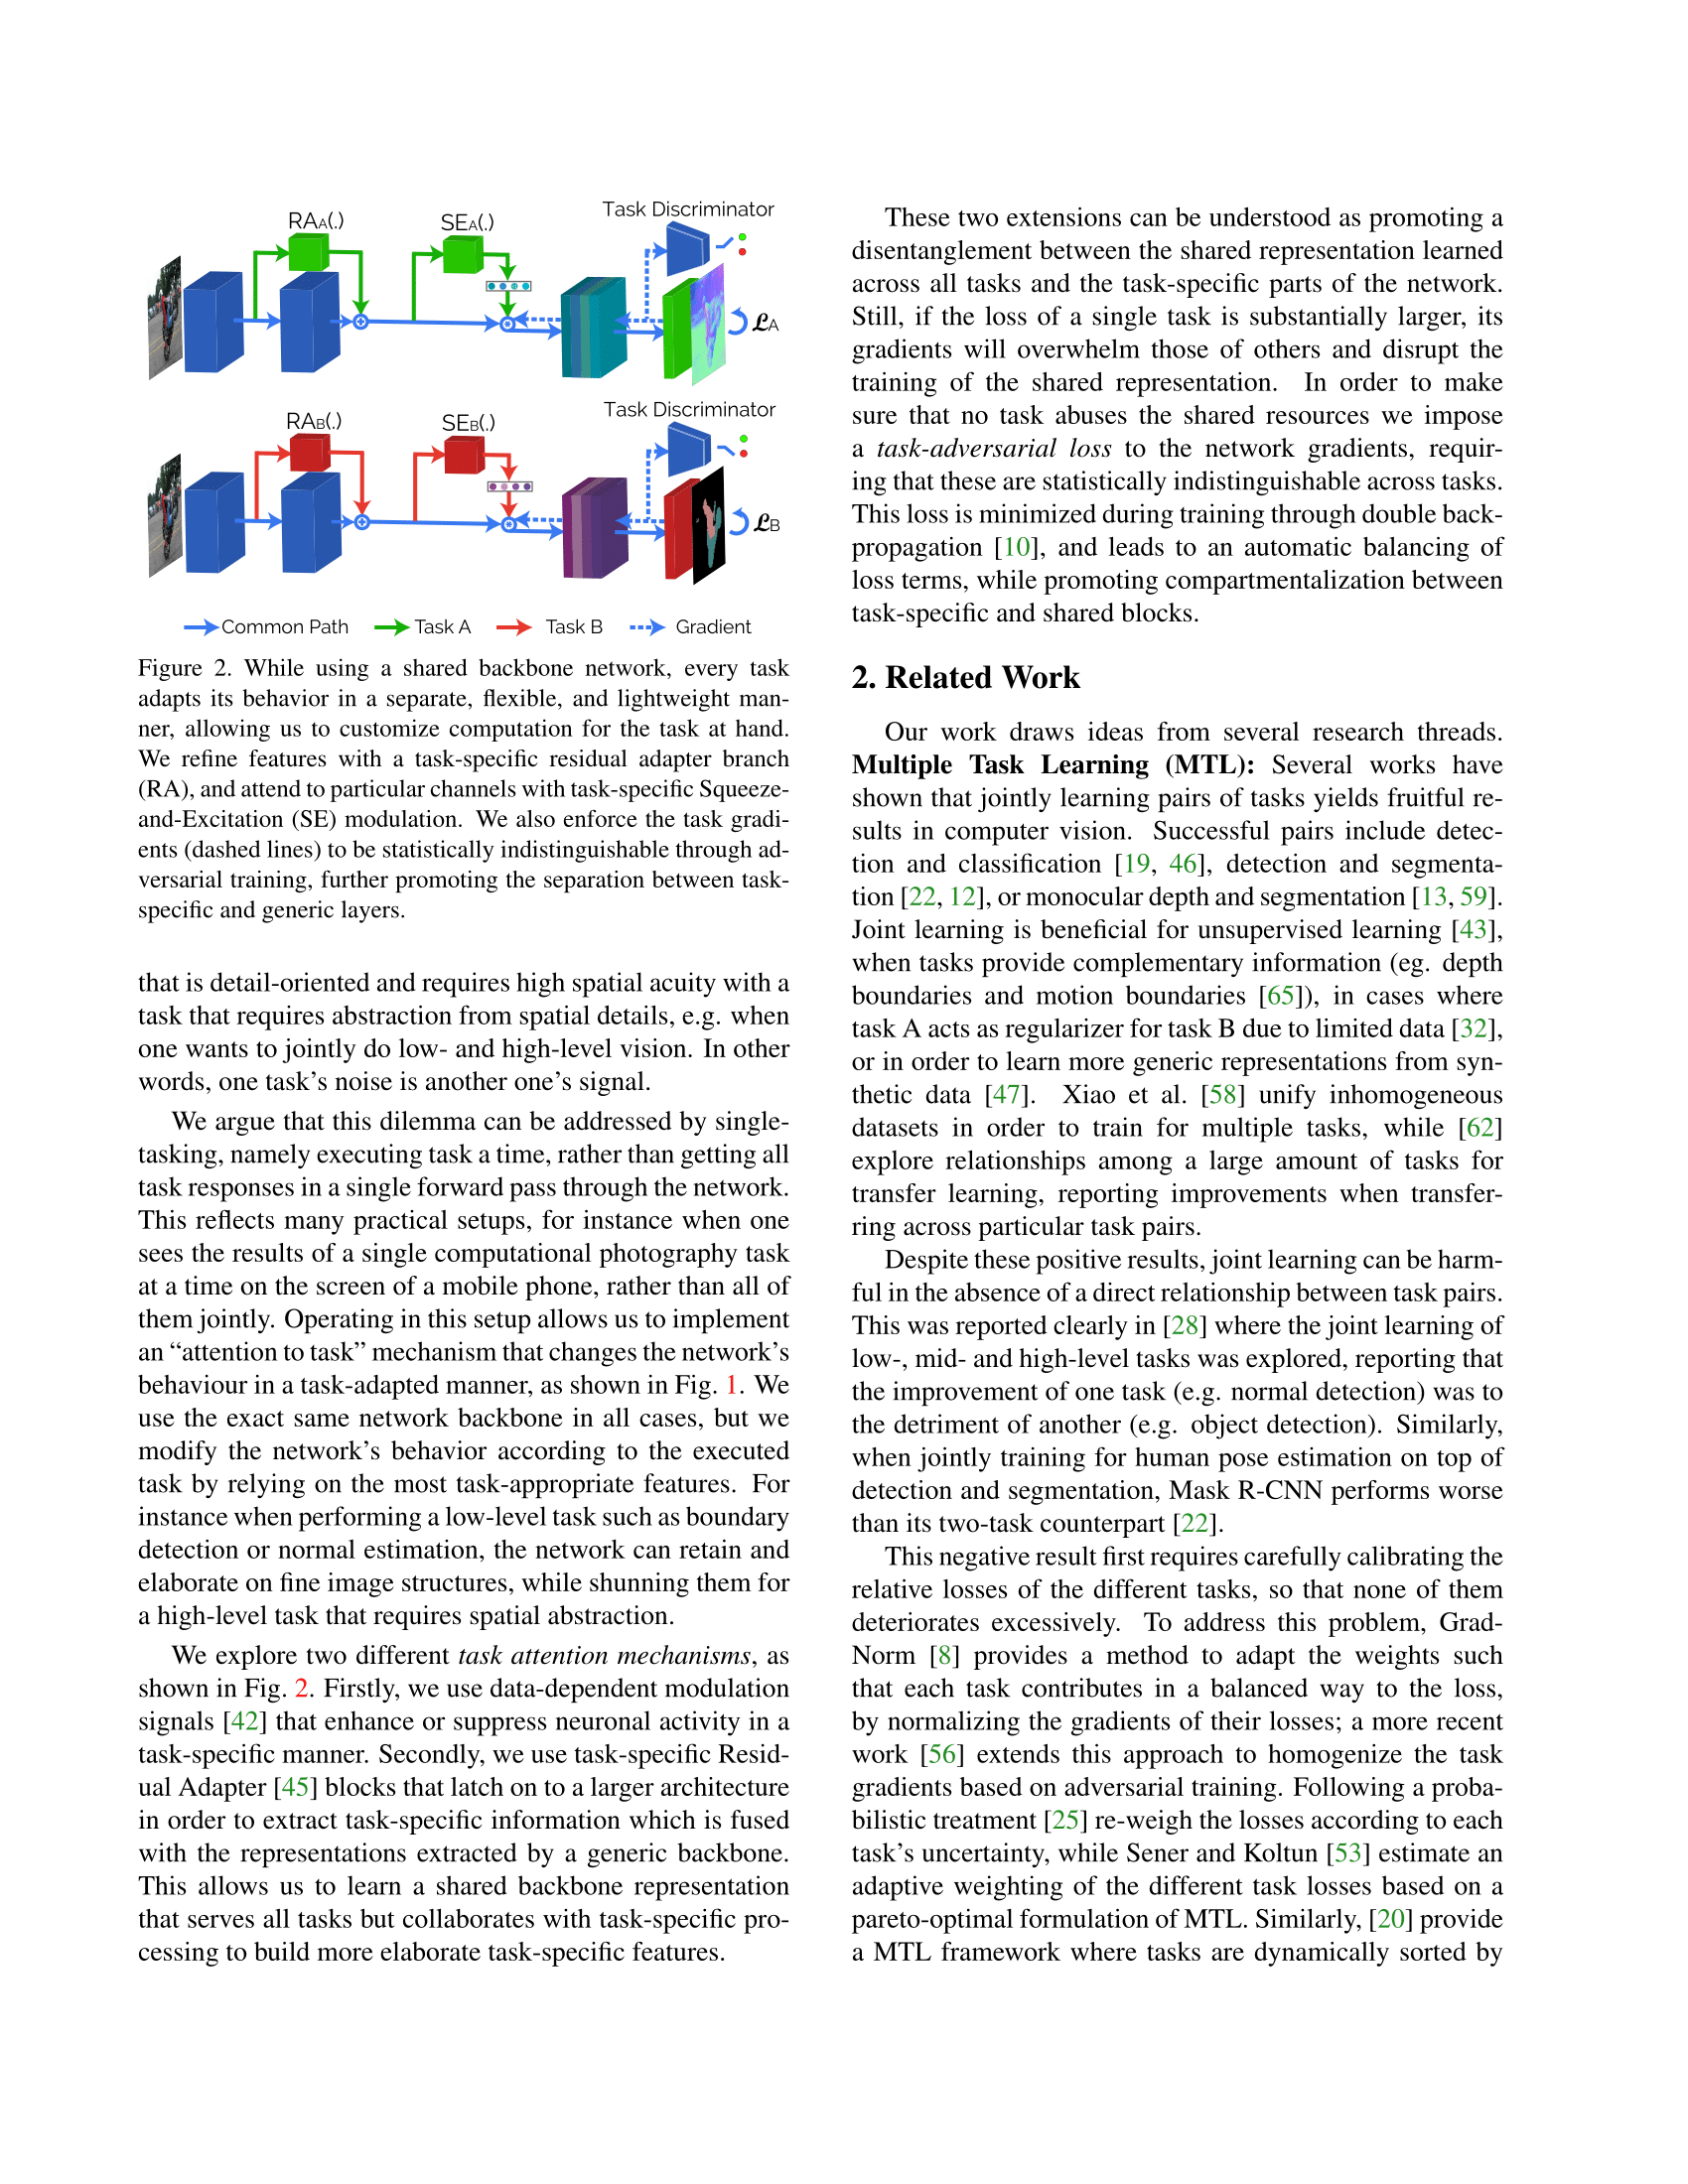 RAA(.)
SEA(.)
Task Discriminator
ℒA
RAB(.)
SEB(.)
Task Discriminator
ℒB
Common Path
Task A
Task B
Gradient
Figure 2. While using a shared backbone network, every task
adapts its behavior in a separate, flexible, and lightweight man-
ner, allowing us to customize computation for the task at hand.
We refine features with a task-specific residual adapter branch
(RA), and attend to particular channels with task-specific Squeeze-
and-Excitation (SE) modulation. We also enforce the task gradi-
ents (dashed lines) to be statistically indistinguishable through ad-
versarial training, further promoting the separation between task-
specific and generic layers.
that is detail-oriented and requires high spatial acuity with a
task that requires abstraction from spatial details, e.g. when
one wants to jointly do low- and high-level vision. In other
words, one task's noise is another one's signal.
We argue that this dilemma can be addressed by single-
tasking, namely executing task a time, rather than getting all
task responses in a single forward pass through the network.
This reflects many practical setups, for instance when one
sees the results of a single computational photography task
at a time on the screen of a mobile phone, rather than all of
them jointly. Operating in this setup allows us to implement
an “attention to task” mechanism that changes the network's
behaviour in a task-adapted manner, as shown in Fig. 1. We
use the exact same network backbone in all cases, but we
modify the network's behavior according to the executed
task by relying on the most task-appropriate features. For
instance when performing a low-level task such as boundary
detection or normal estimation, the network can retain and
elaborate on fine image structures, while shunning them for
a high-level task that requires spatial abstraction.
We explore two different task attention mechanisms, as
shown in Fig. 2. Firstly, we use data-dependent modulation
signals [42] that enhance or suppress neuronal activity in a
task-specific manner. Secondly, we use task-specific Resid-
ual Adapter [45] blocks that latch on to a larger architecture
in order to extract task-specific information which is fused
with the representations extracted by a generic backbone.
This allows us to learn a shared backbone representation
that serves all tasks but collaborates with task-specific pro-
cessing to build more elaborate task-specific features.
These two extensions can be understood as promoting a
disentanglement between the shared representation learned
across all tasks and the task-specific parts of the network.
Still, if the loss of a single task is substantially larger, its
gradients will overwhelm those of others and disrupt the
training of the shared representation. In order to make
sure that no task abuses the shared resources we impose
a task-adversarial loss to the network gradients, requir-
ing that these are statistically indistinguishable across tasks.
This loss is minimized during training through double back-
propagation [10], and leads to an automatic balancing of
loss terms, while promoting compartmentalization between
task-specific and shared blocks.
2. Related Work
Our work draws ideas from several research threads.
Multiple Task Learning (MTL): Several works have
shown that jointly learning pairs of tasks yields fruitful re-
sults in computer vision. Successful pairs include detec-
tion and classification [19, 46], detection and segmenta-
tion [22, 12], or monocular depth and segmentation [13, 59].
Joint learning is beneficial for unsupervised learning [43],
when tasks provide complementary information (eg. depth
boundaries and motion boundaries [65]), in cases where
task A acts as regularizer for task B due to limited data [32],
or in order to learn more generic representations from syn-
thetic data [47]. Xiao et al. [58] unify inhomogeneous
datasets in order to train for multiple tasks, while [62]
explore relationships among a large amount of tasks for
transfer learning, reporting improvements when transfer-
ring across particular task pairs.
Despite these positive results, joint learning can be harm-
ful in the absence of a direct relationship between task pairs.
This was reported clearly in [28] where the joint learning of
low-, mid- and high-level tasks was explored, reporting that
the improvement of one task (e.g. normal detection) was to
the detriment of another (e.g. object detection). Similarly,
when jointly training for human pose estimation on top of
detection and segmentation, Mask R-CNN performs worse
than its two-task counterpart [22].
This negative result first requires carefully calibrating the
relative losses of the different tasks, so that none of them
deteriorates excessively. To address this problem, Grad-
Norm [8] provides a method to adapt the weights such
that each task contributes in a balanced way to the loss,
by normalizing the gradients of their losses; a more recent
work [56] extends this approach to homogenize the task
gradients based on adversarial training. Following a proba-
bilistic treatment [25] re-weigh the losses according to each
task's uncertainty, while Sener and Koltun [53] estimate an
adaptive weighting of the different task losses based on a
pareto-optimal formulation of MTL. Similarly, [20] provide
a MTL framework where tasks are dynamically sorted by